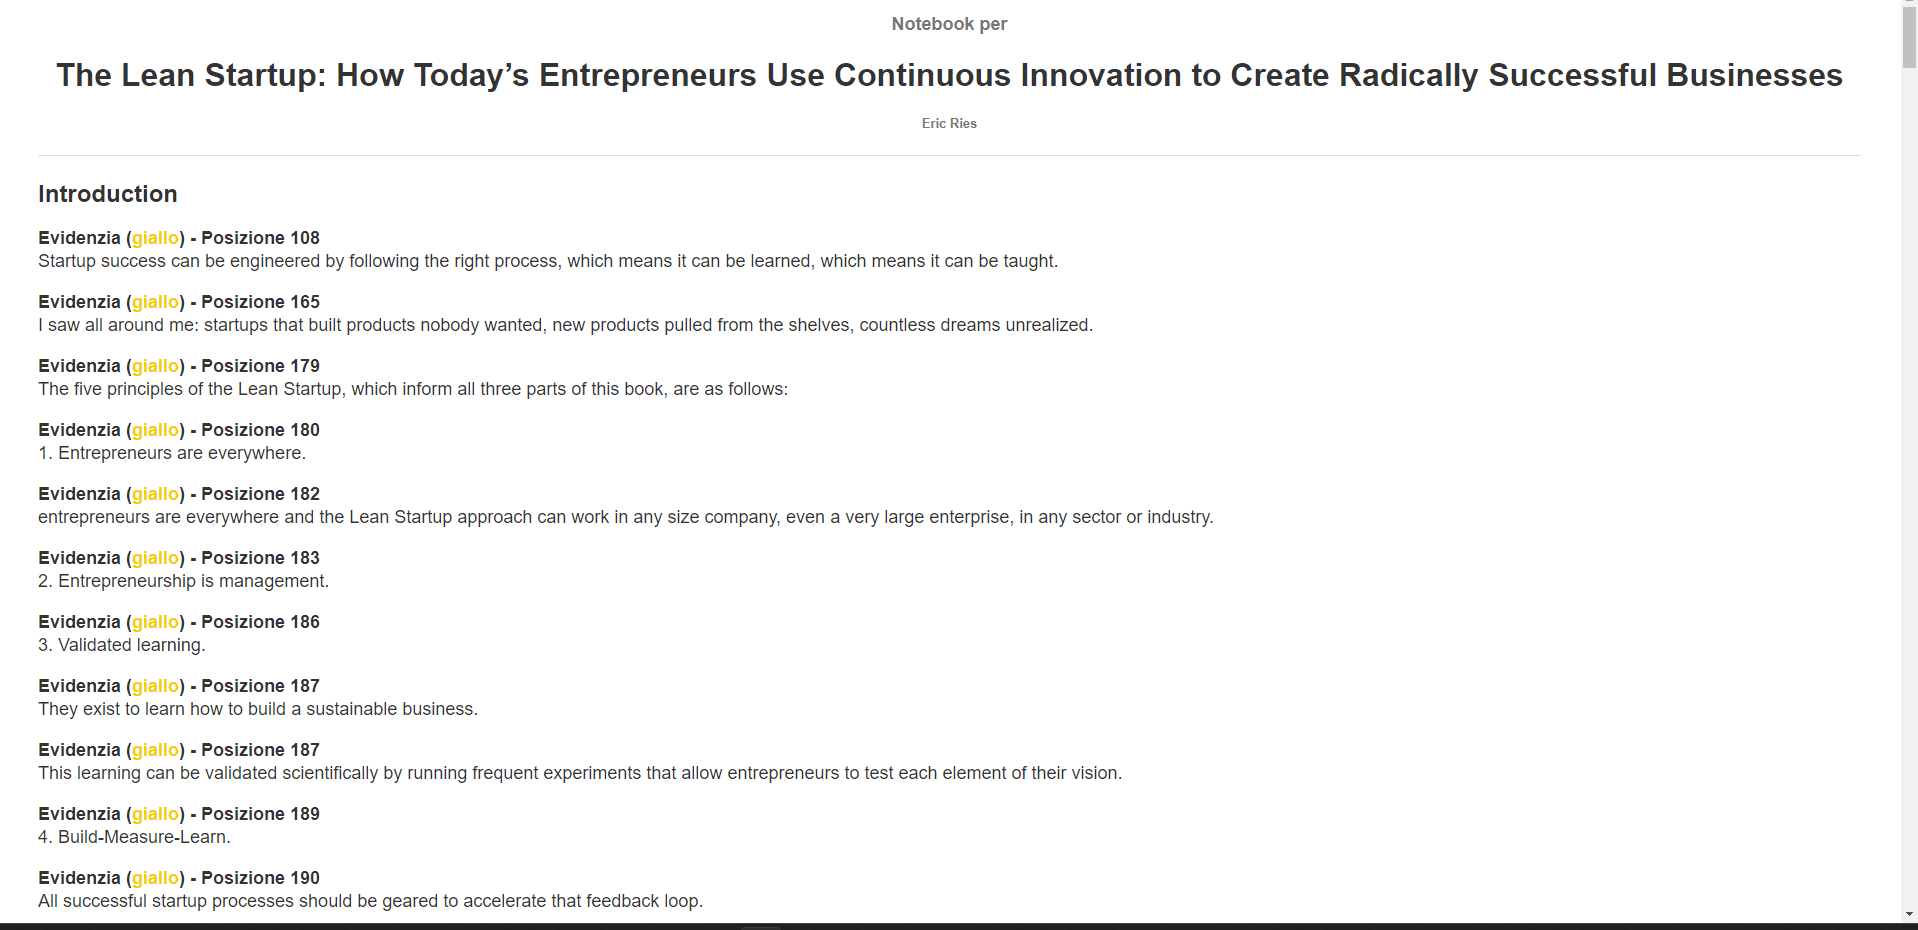 Notebook per
The Lean Startup: How Today’s Entrepreneurs Use Continuous Innovation to Create Radically Successful Businesses
Eric Ries
Introduction
Evidenzia (giallo) - Posizione 108
Startup success can be engineered by following the right process, which means it can be learned, which means it can be taught.
Evidenzia (giallo) - Posizione 165
I saw all around me: startups that built products nobody wanted, new products pulled from the shelves, countless dreams unrealized.
Evidenzia (giallo) - Posizione 179
The five principles of the Lean Startup, which inform all three parts of this book, are as follows:
Evidenzia (giallo) - Posizione 180
1. Entrepreneurs are everywhere.
Evidenzia (giallo) - Posizione 182
entrepreneurs are everywhere and the Lean Startup approach can work in any size company, even a very large enterprise, in any sector or industry.
Evidenzia (giallo) - Posizione 183
2. Entrepreneurship is management.
Evidenzia (giallo) - Posizione 186
3. Validated learning.
Evidenzia (giallo) - Posizione 187
They exist to learn how to build a sustainable business.
Evidenzia (giallo) - Posizione 187
This learning can be validated scientifically by running frequent experiments that allow entrepreneurs to test each element of their vision.
Evidenzia (giallo) - Posizione 189
4. Build-Measure-Learn.
Evidenzia (giallo) - Posizione 190
All successful startup processes should be geared to accelerate that feedback loop.